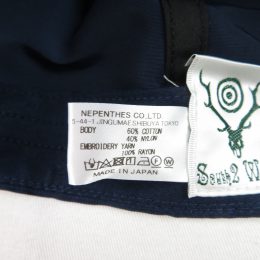 NEPENTHES CO.LTD.
5-44-1 JINGUMAE SHIBUYA TOKYO
BODY 60% COTTON
40% NYLON
EMBROIDERY YARN
100% RAYON
MADE IN JAPAN
South2 W